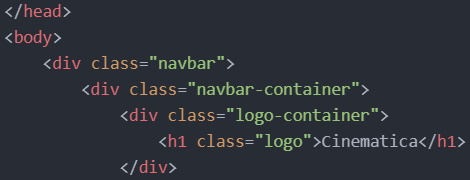 </head>
<body>
    <div class="navbar">
        <div class="navbar-container">
            <div class="logo-container">
                <h1 class="logo">Cinematica</h1>
            </div>